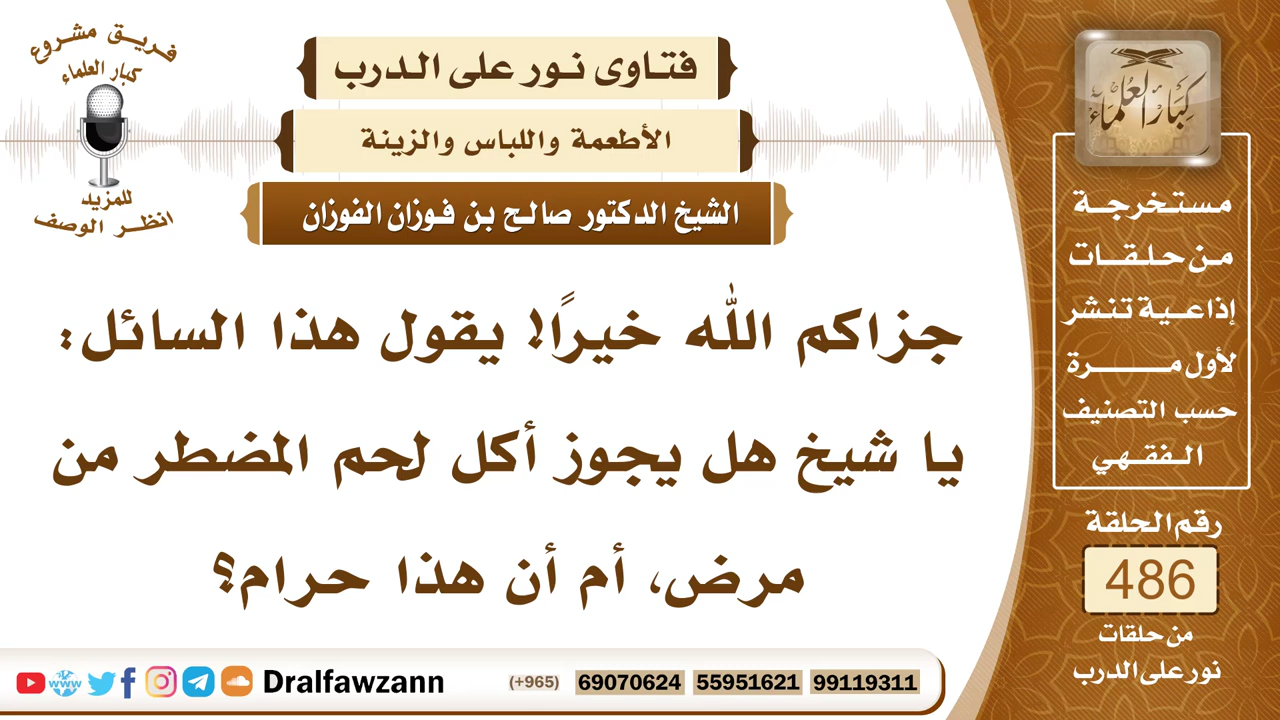 فريق مشروع
كبار العلماء
للمزيد
انظر الوصف
فتاوى نور على الدرب
الأطعمة واللباس والزينة
الشيخ الدكتور صالح بن فوزان الفوزان
جزاكم الله خيرًا! يقول هذا السائل:
يا شيخ هل يجوز أكل لحم المضطر من
مرض، أم أن هذا حرام؟
كبار العلماء
مستخرجة
من حلقات
إذاعية تنشر
لأول مرة
حسب التصنيف
الفقهي
رقم الحلقة
486
من حلقات
نور على الدرب
www
Dralfawzann
(+965) 69070624 55951621 99119311